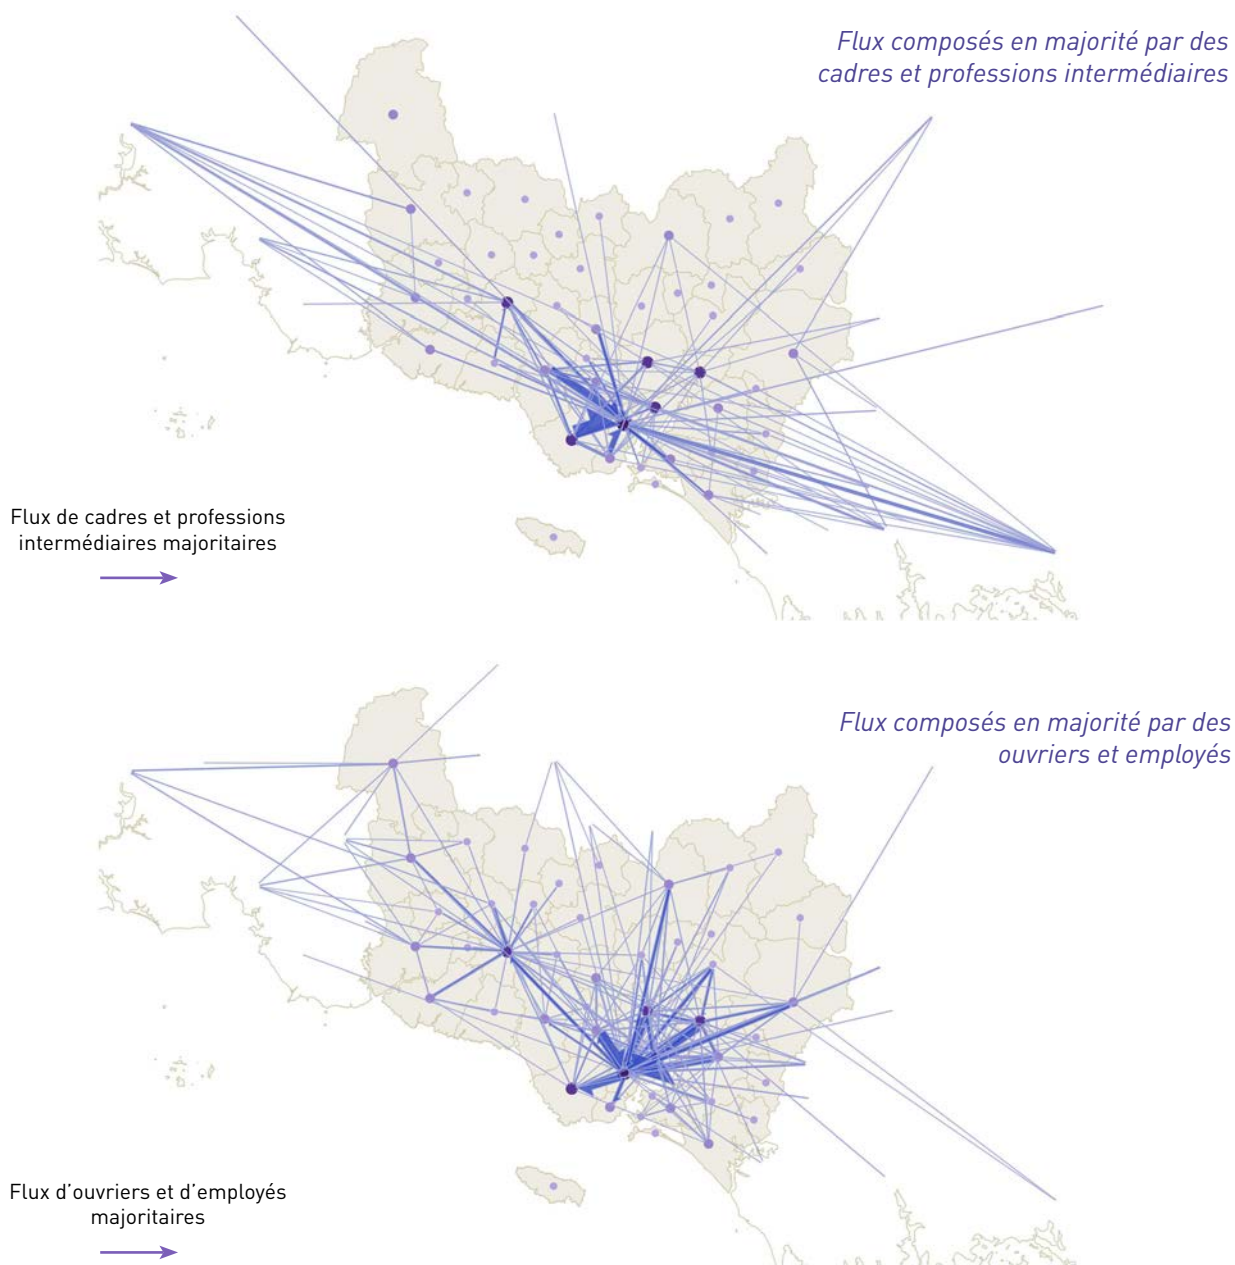 Flux composés en majorité par des
cadres et professions intermédiaires
Flux de cadres et professions
intermédiaires majoritaires
Flux composés en majorité par des
ouvriers et employés
Flux d’ouvriers et d’employés
majoritaires